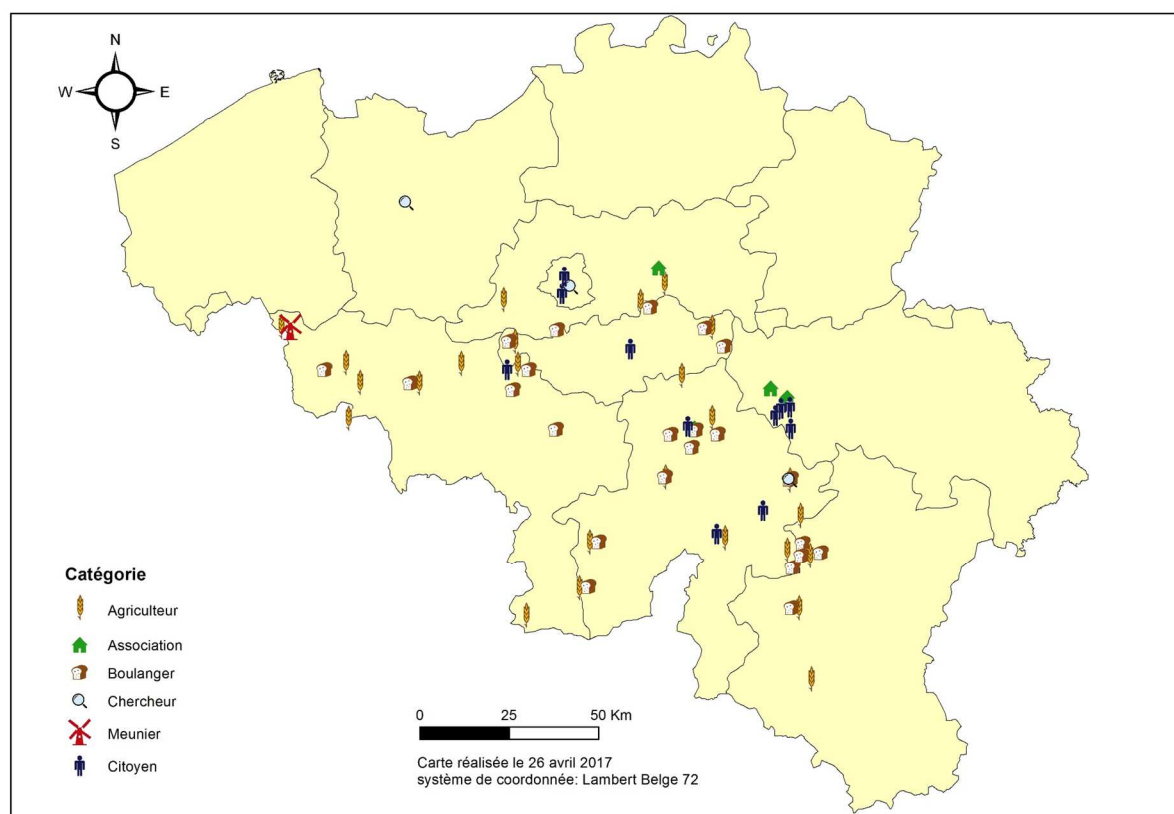 N
W E
S
Catégorie
Agriculteur
Association
Boulanger
Chercheur
Meunier
Citoyen
0 25 50 Km
Carte réalisée le 26 avril 2017
système de coordonnée: Lambert Belge 72